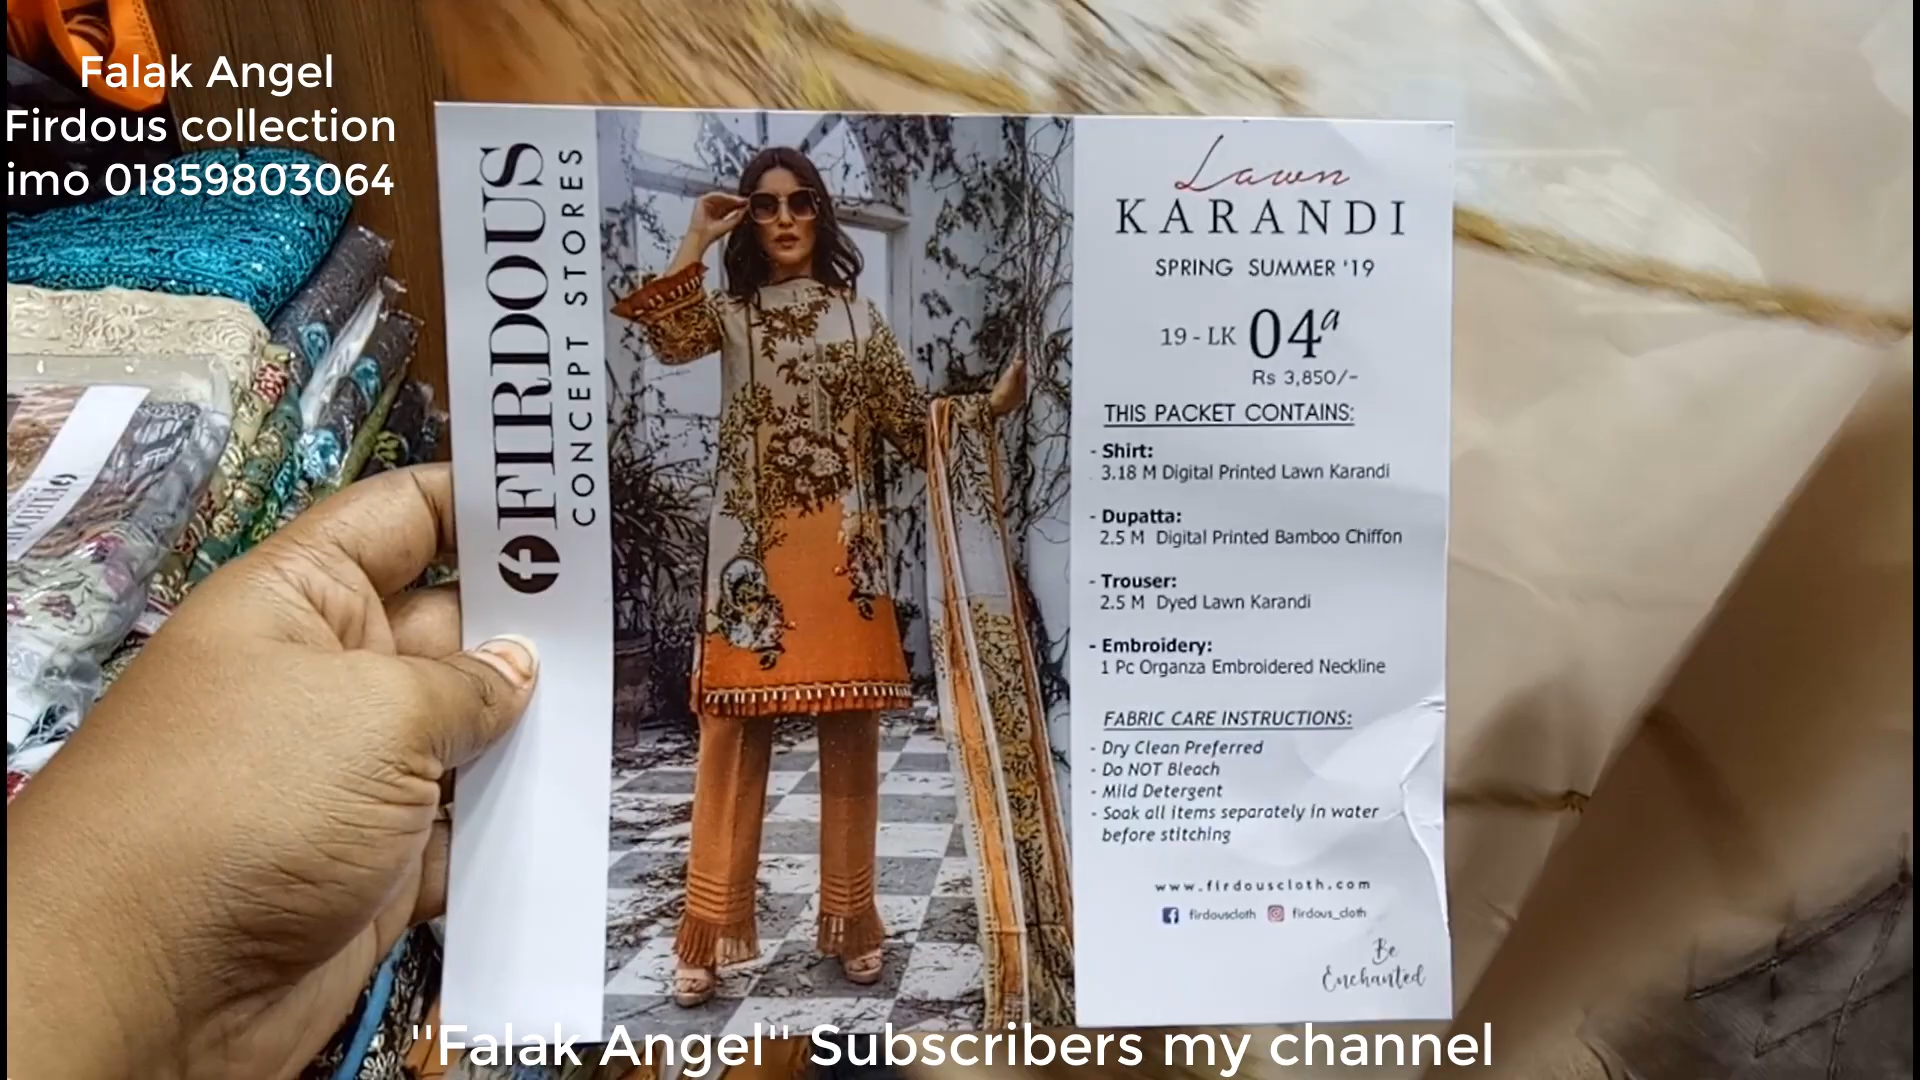 Falak Angel
Firdous collection
imo 01859803064
FIRDOUS
CONCEPT STORES
Lawn
KARANDI
SPRING SUMMER '19
19 - LK 04a
Rs 3,850/-
THIS PACKET CONTAINS:
- Shirt:
3.18 M Digital Printed Lawn Karandi
- Dupatta:
2.5 M Digital Printed Bamboo Chiffon
- Trouser:
2.5 M Dyed Lawn Karandi
- Embroidery:
1 Pc Organza Embroidered Neckline
FABRIC CARE INSTRUCTIONS:
- Dry Clean Preferred
- Do NOT Bleach
- Mild Detergent
- Soak all items separately in water
before stitching
www.firdouscloth.com
firdouscloth firdous_cloth
Be
Enchanted
"Falak Angel" Subscribers my channel